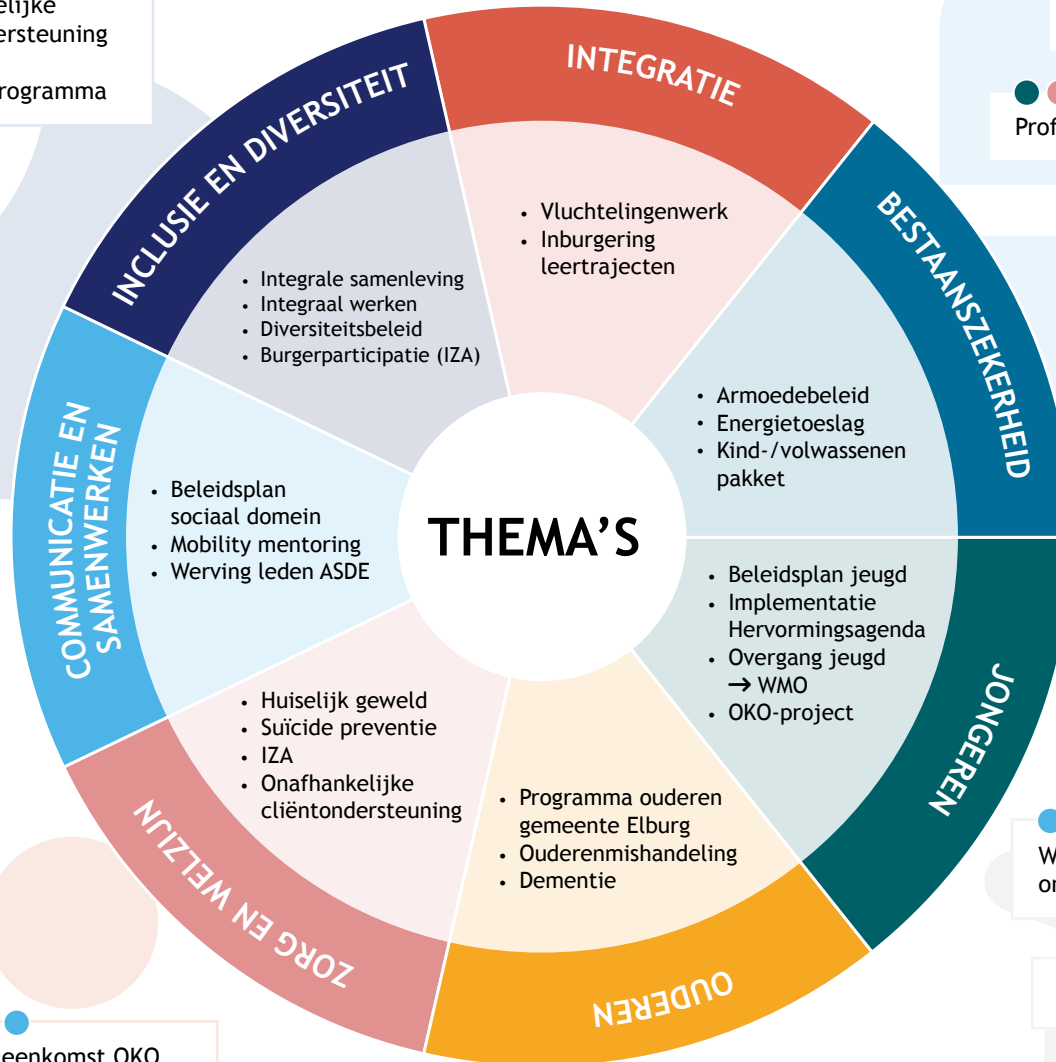 rogramma
Prof
INTEGRATIE
• Vluchtelingenwerk
• Inburgering
leertrajecten
BESTAANSZEKERHEID
• Armoedebeleid
• Energietoeslag
• Kind-/volwassenen
pakket
JONGEREN
• Beleidsplan jeugd
• Implementatie
Hervormingsagenda
• Overgang jeugd
→ WMO
• OKO-project
OUDEREN
• Programma ouderen
gemeente Elburg
• Ouderenmishandeling
• Dementie
ZORG EN WELZIJN
• Huiselijk geweld
• Suïcide preventie
• IZA
• Onafhankelijke
cliëntondersteuning
COMMUNICATIE EN
SAMENWERKEN
• Beleidsplan
sociaal domein
• Mobility mentoring
• Werving leden ASDE
INCLUSIE EN DIVERSITEIT
• Integrale samenleving
• Integraal werken
• Diversiteitsbeleid
• Burgerparticipatie (IZA)
THEMA'S
eenkomst OKO